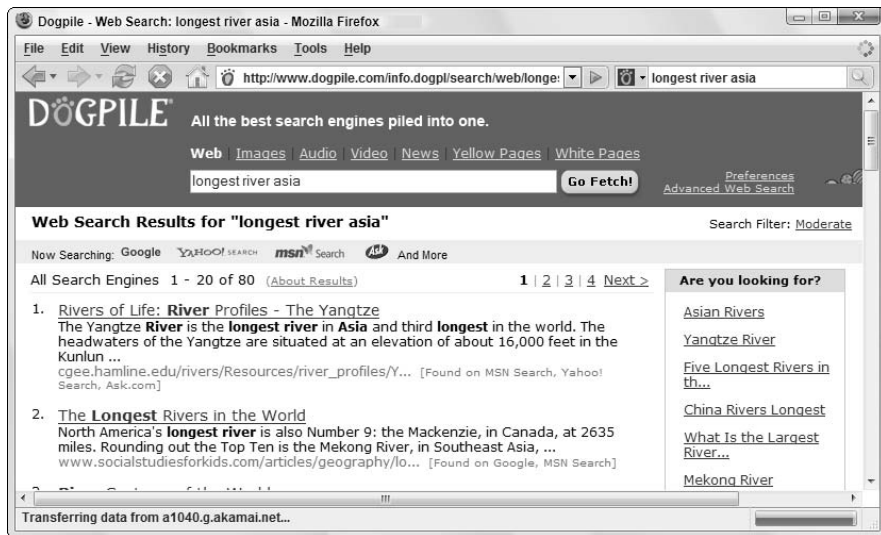 Dogpile - Web Search: longest river asia - Mozilla Firefox
File Edit View History Bookmarks Tools Help
http://www.dogpile.com/info.dogpl/search/web/longe: longest river asia
DÖGPILE All the best search engines piled into one.
Web | Images | Audio | Video | News | Yellow Pages | White Pages
longest river asia Go Fetch! Preferences
Advanced Web Search
Web Search Results for "longest river asia" Search Filter: Moderate
Now Searching: Google YAHOO! SEARCH msn Search Ask And More
All Search Engines 1 - 20 of 80 (About Results) 1 | 2 | 3 | 4 Next >
1. Rivers of Life: River Profiles - The Yangtze
The Yangtze River is the longest river in Asia and third longest in the world. The
headwaters of the Yangtze are situated at an elevation of about 16,000 feet in the
Kunlun ...
cgee.hamline.edu/rivers/Resources/river_profiles/Y... [Found on MSN Search, Yahoo!
Search, Ask.com]
2. The Longest Rivers in the World
North America's longest river is also Number 9: the Mackenzie, in Canada, at 2635
miles. Rounding out the Top Ten is the Mekong River, in Southeast Asia, ...
www.socialstudiesforkids.com/articles/geography/lo... [Found on Google, MSN Search]
Are you looking for?
Asian Rivers
Yangtze River
Five Longest Rivers in
th...
China Rivers Longest
What Is the Largest
River...
Mekong River
Transferring data from a1040.g.akamai.net...